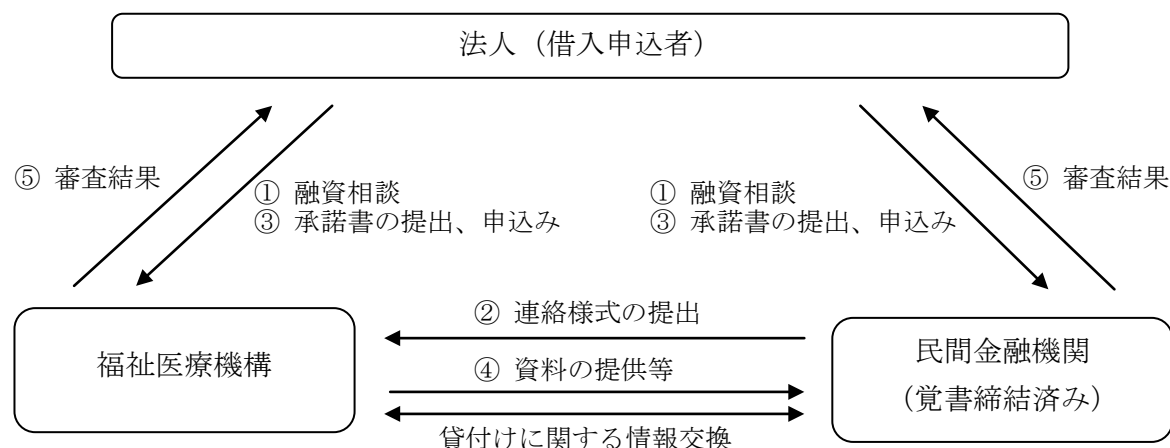 法人（借入申込者）
⑤ 審査結果
① 融資相談
③ 承諾書の提出、申込み
① 融資相談
③ 承諾書の提出、申込み
⑤ 審査結果
福祉医療機構
② 連絡様式の提出
④ 資料の提供等
貸付けに関する情報交換
民間金融機関
（覚書締結済み）